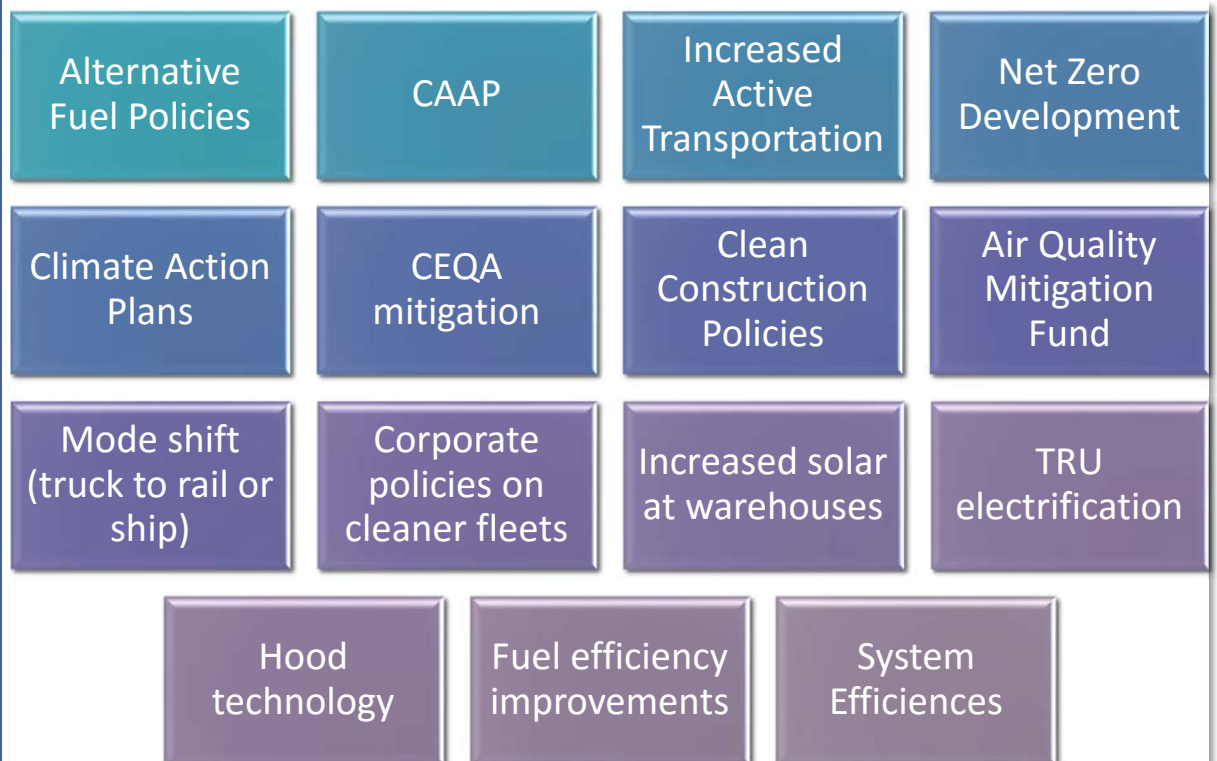 Alternative
Fuel Policies
CAAP
Increased
Active
Transportation
Net Zero
Development
Climate Action
Plans
CEQA
mitigation
Clean
Construction
Policies
Air Quality
Mitigation
Fund
Mode shift
(truck to rail or
ship)
Corporate
policies on
cleaner fleets
Increased solar
at warehouses
TRU
electrification
Hood
technology
Fuel efficiency
improvements
System
Efficiences